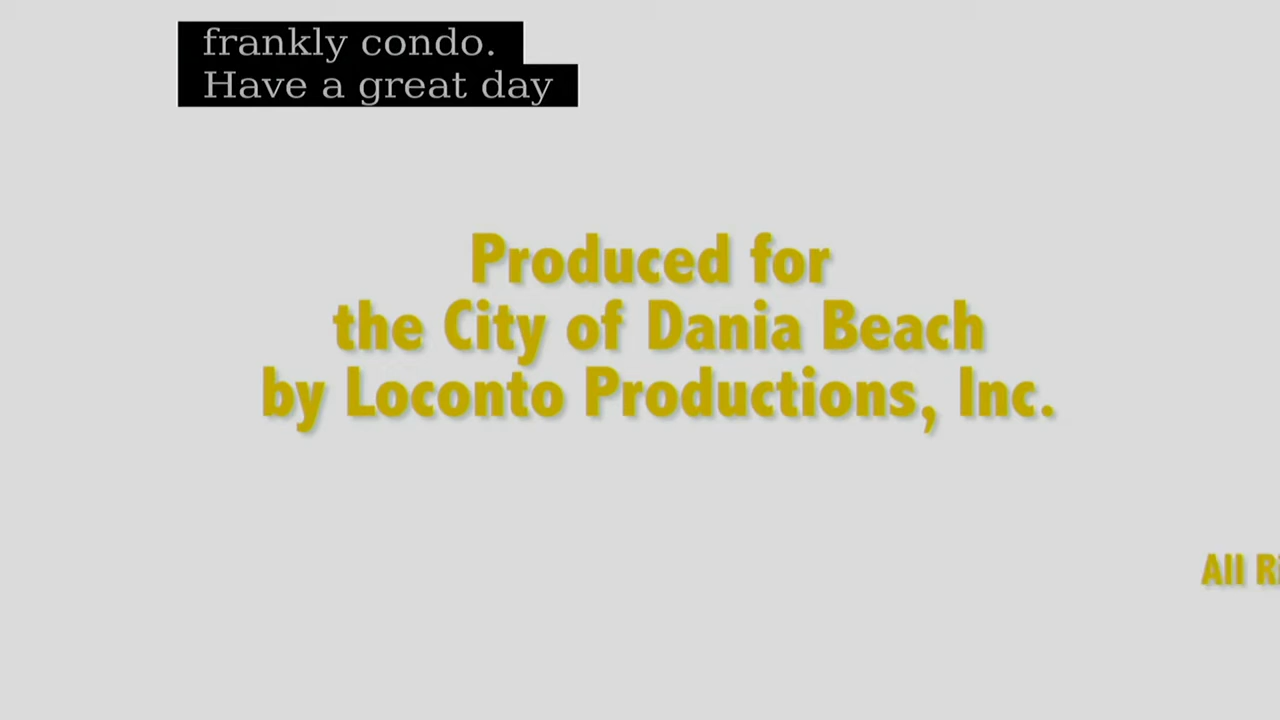 frankly condo.
Have a great day
Produced for
the City of Dania Beach
by Loconto Productions, Inc.
All